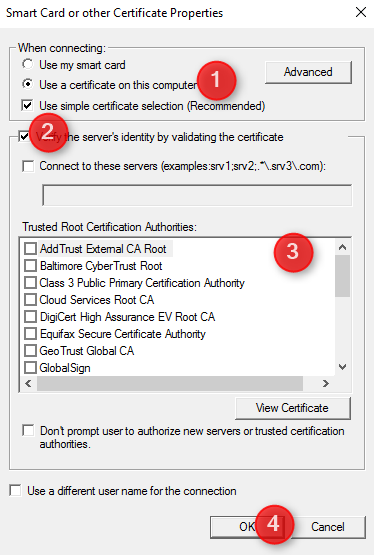 Smart Card or other Certificate Properties
When connecting:
Use my smart card
Use a certificate on this computer
1
Advanced
Use simple certificate selection (Recommended)
2
the server's identity by validating the certificate
Connect to these servers (examples:srv1;srv2;.*\.srv3\.com):
Trusted Root Certification Authorities:
AddTrust External CA Root
3
Baltimore CyberTrust Root
Class 3 Public Primary Certification Authority
Cloud Services Root CA
DigiCert High Assurance EV Root CA
Equifax Secure Certificate Authority
GeoTrust Global CA
GlobalSign
View Certificate
Don't prompt user to authorize new servers or trusted certification
authorities.
Use a different user name for the connection
OK
4
Cancel